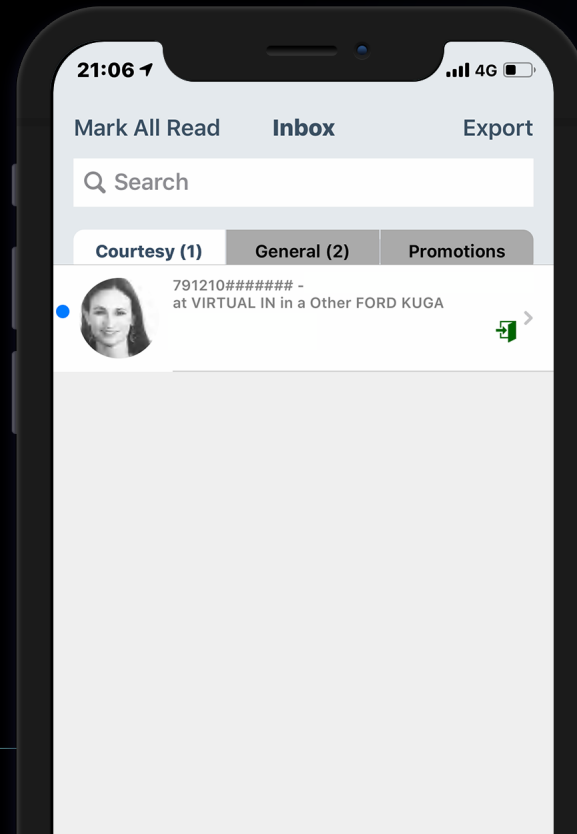 21:06 4G
Mark All Read Inbox Export
Search
Courtesy (1) General (2) Promotions
791210####### -
at VIRTUAL IN in a Other FORD KUGA